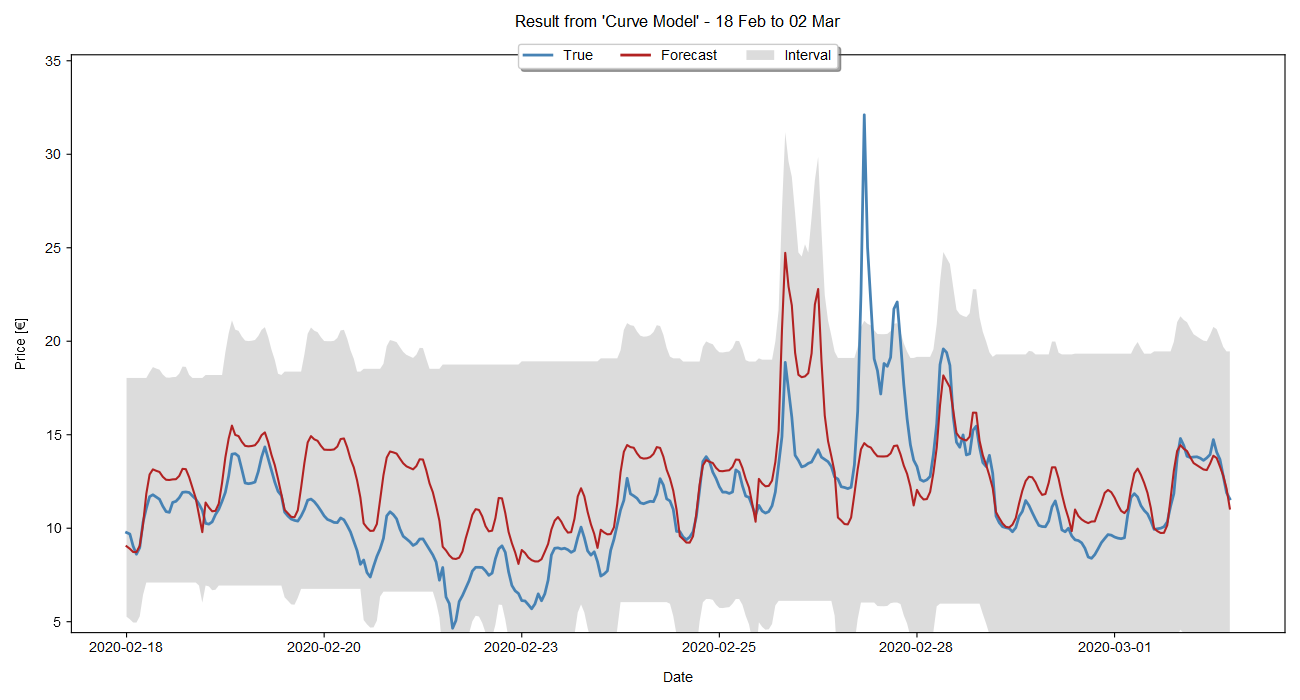 Result from 'Curve Model' - 18 Feb to 02 Mar
True Forecast Interval
35
30
25
20
15
10
5
Price [€]
2020-02-18 2020-02-20 2020-02-23 2020-02-25 2020-02-28 2020-03-01
Date